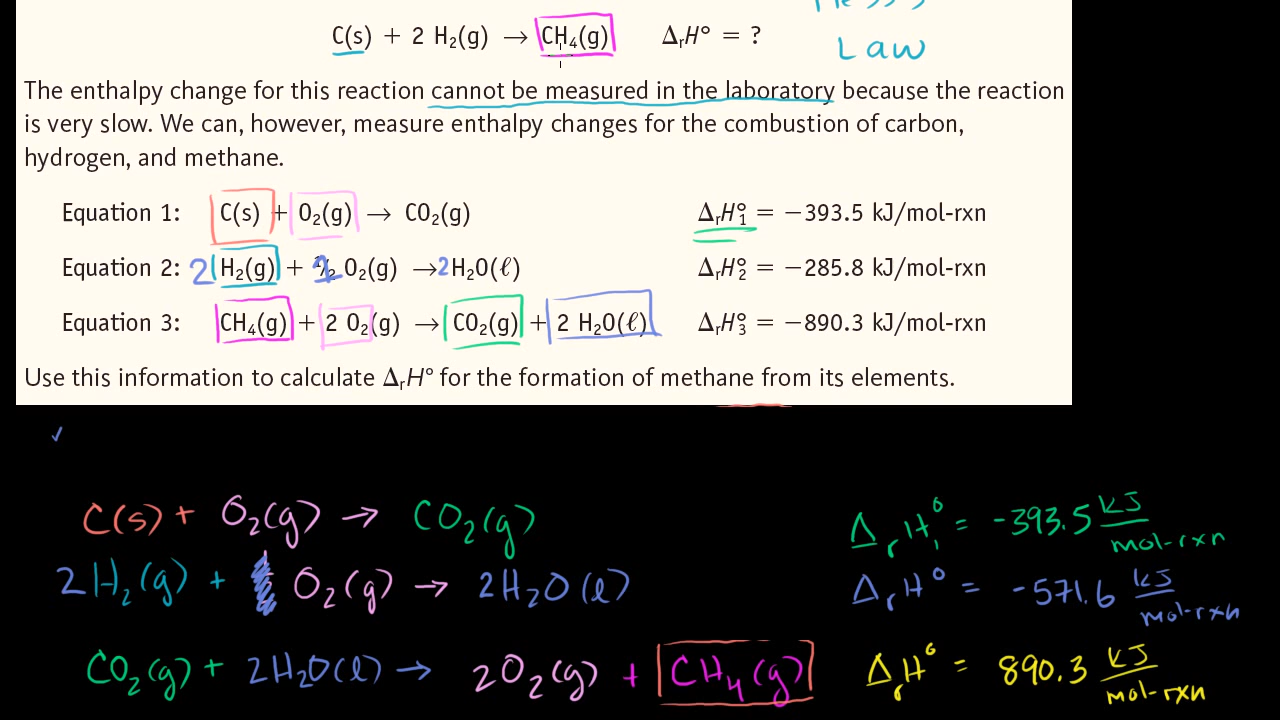 C(s) + 2 H₂(g) → CH₄(g) ΔᵣH° = ?
Law
The enthalpy change for this reaction cannot be measured in the laboratory because the reaction
is very slow. We can, however, measure enthalpy changes for the combustion of carbon,
hydrogen, and methane.
Equation 1: C(s) + O₂(g) → CO₂(g) ΔᵣH°₁ = −393.5 kJ/mol-rxn
Equation 2: 2 H₂(g) + O₂(g) → 2 H₂O(ℓ) ΔᵣH°₂ = −285.8 kJ/mol-rxn
Equation 3: CH₄(g) + 2 O₂(g) → CO₂(g) + 2 H₂O(ℓ) ΔᵣH°₃ = −890.3 kJ/mol-rxn
Use this information to calculate ΔᵣH° for the formation of methane from its elements.
C(s) + O₂(g) → CO₂(g) ΔᵣH°₁ = -393.5 kJ/mol-rxn
2H₂(g) + O₂(g) → 2H₂O(l) ΔᵣH° = -571.6 kJ/mol-rxn
CO₂(g) + 2H₂O(l) → 2O₂(g) + CH₄(g) ΔᵣH° = 890.3 kJ/mol-rxn